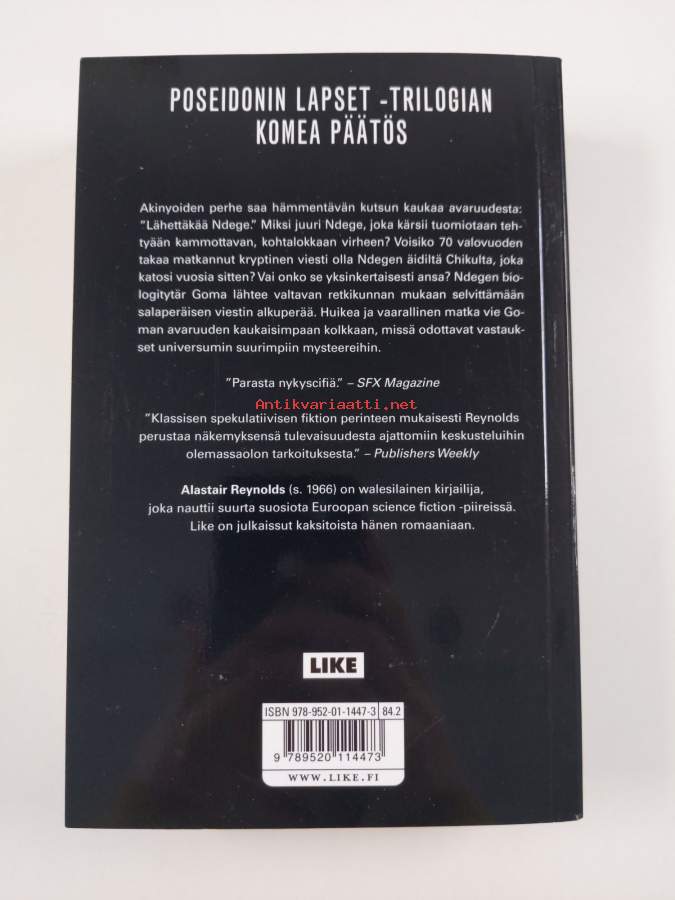 POSEIDONIN LAPSET -TRILOGIAN
KOMEA PÄÄTÖS
Akinyoiden perhe saa hämmentävän kutsun kaukaa avaruudesta:
”Lähettäkää Ndege.” Miksi juuri Ndege, joka kärsii tuomiotaan teh-
tyään kammottavan, kohtalokkaan virheen? Voisiko 70 valovuoden
takaa matkannut kryptinen viesti olla Ndegen äidiltä Chikulta, joka
katosi vuosia sitten? Vai onko se yksinkertaisesti ansa? Ndegen bio-
logitytär Goma lähtee valtavan retkikunnan mukaan selvittämään
salaperäisen viestin alkuperää. Huikea ja vaarallinen matka vie Go-
man avaruuden kaukaisimpaan kolkkaan, missä odottavat vastauk-
set universumin suurimpiin mysteereihin.
”Parasta nykyscifiä.” – SFX Magazine
Antikvariaatti.net
”Klassisen spekulatiivisen fiktion perinteen mukaisesti Reynolds
perustaa näkemyksensä tulevaisuudesta ajattomiin keskusteluihin
olemassaolon tarkoituksesta.” – Publishers Weekly
Alastair Reynolds (s. 1966) on walesilainen kirjailija,
joka nauttii suurta suosiota Euroopan science fiction -piireissä.
Like on julkaissut kaksitoista hänen romaaniaan.
LIKE
ISBN 978-952-01-1447-3 84.2
9 789520 114473
WWW.LIKE.FI